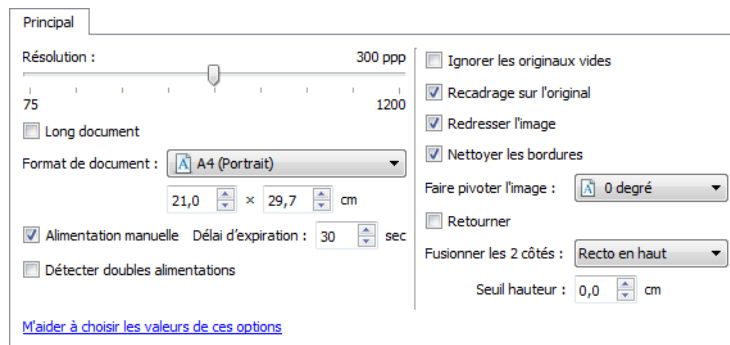 Principal
Résolution : 300 ppp
75 1200
Long document
Format de document : A4 (Portrait)
21,0 × 29,7 cm
Alimentation manuelle Délai d'expiration : 30 sec
Détecter doubles alimentations
M'aider à choisir les valeurs de ces options
Ignorer les originaux vides
Recadrage sur l'original
Redresser l'image
Nettoyer les bordures
Faire pivoter l'image : 0 degré
Retourner
Fusionner les 2 côtés : Recto en haut
Seuil hauteur : 0,0 cm